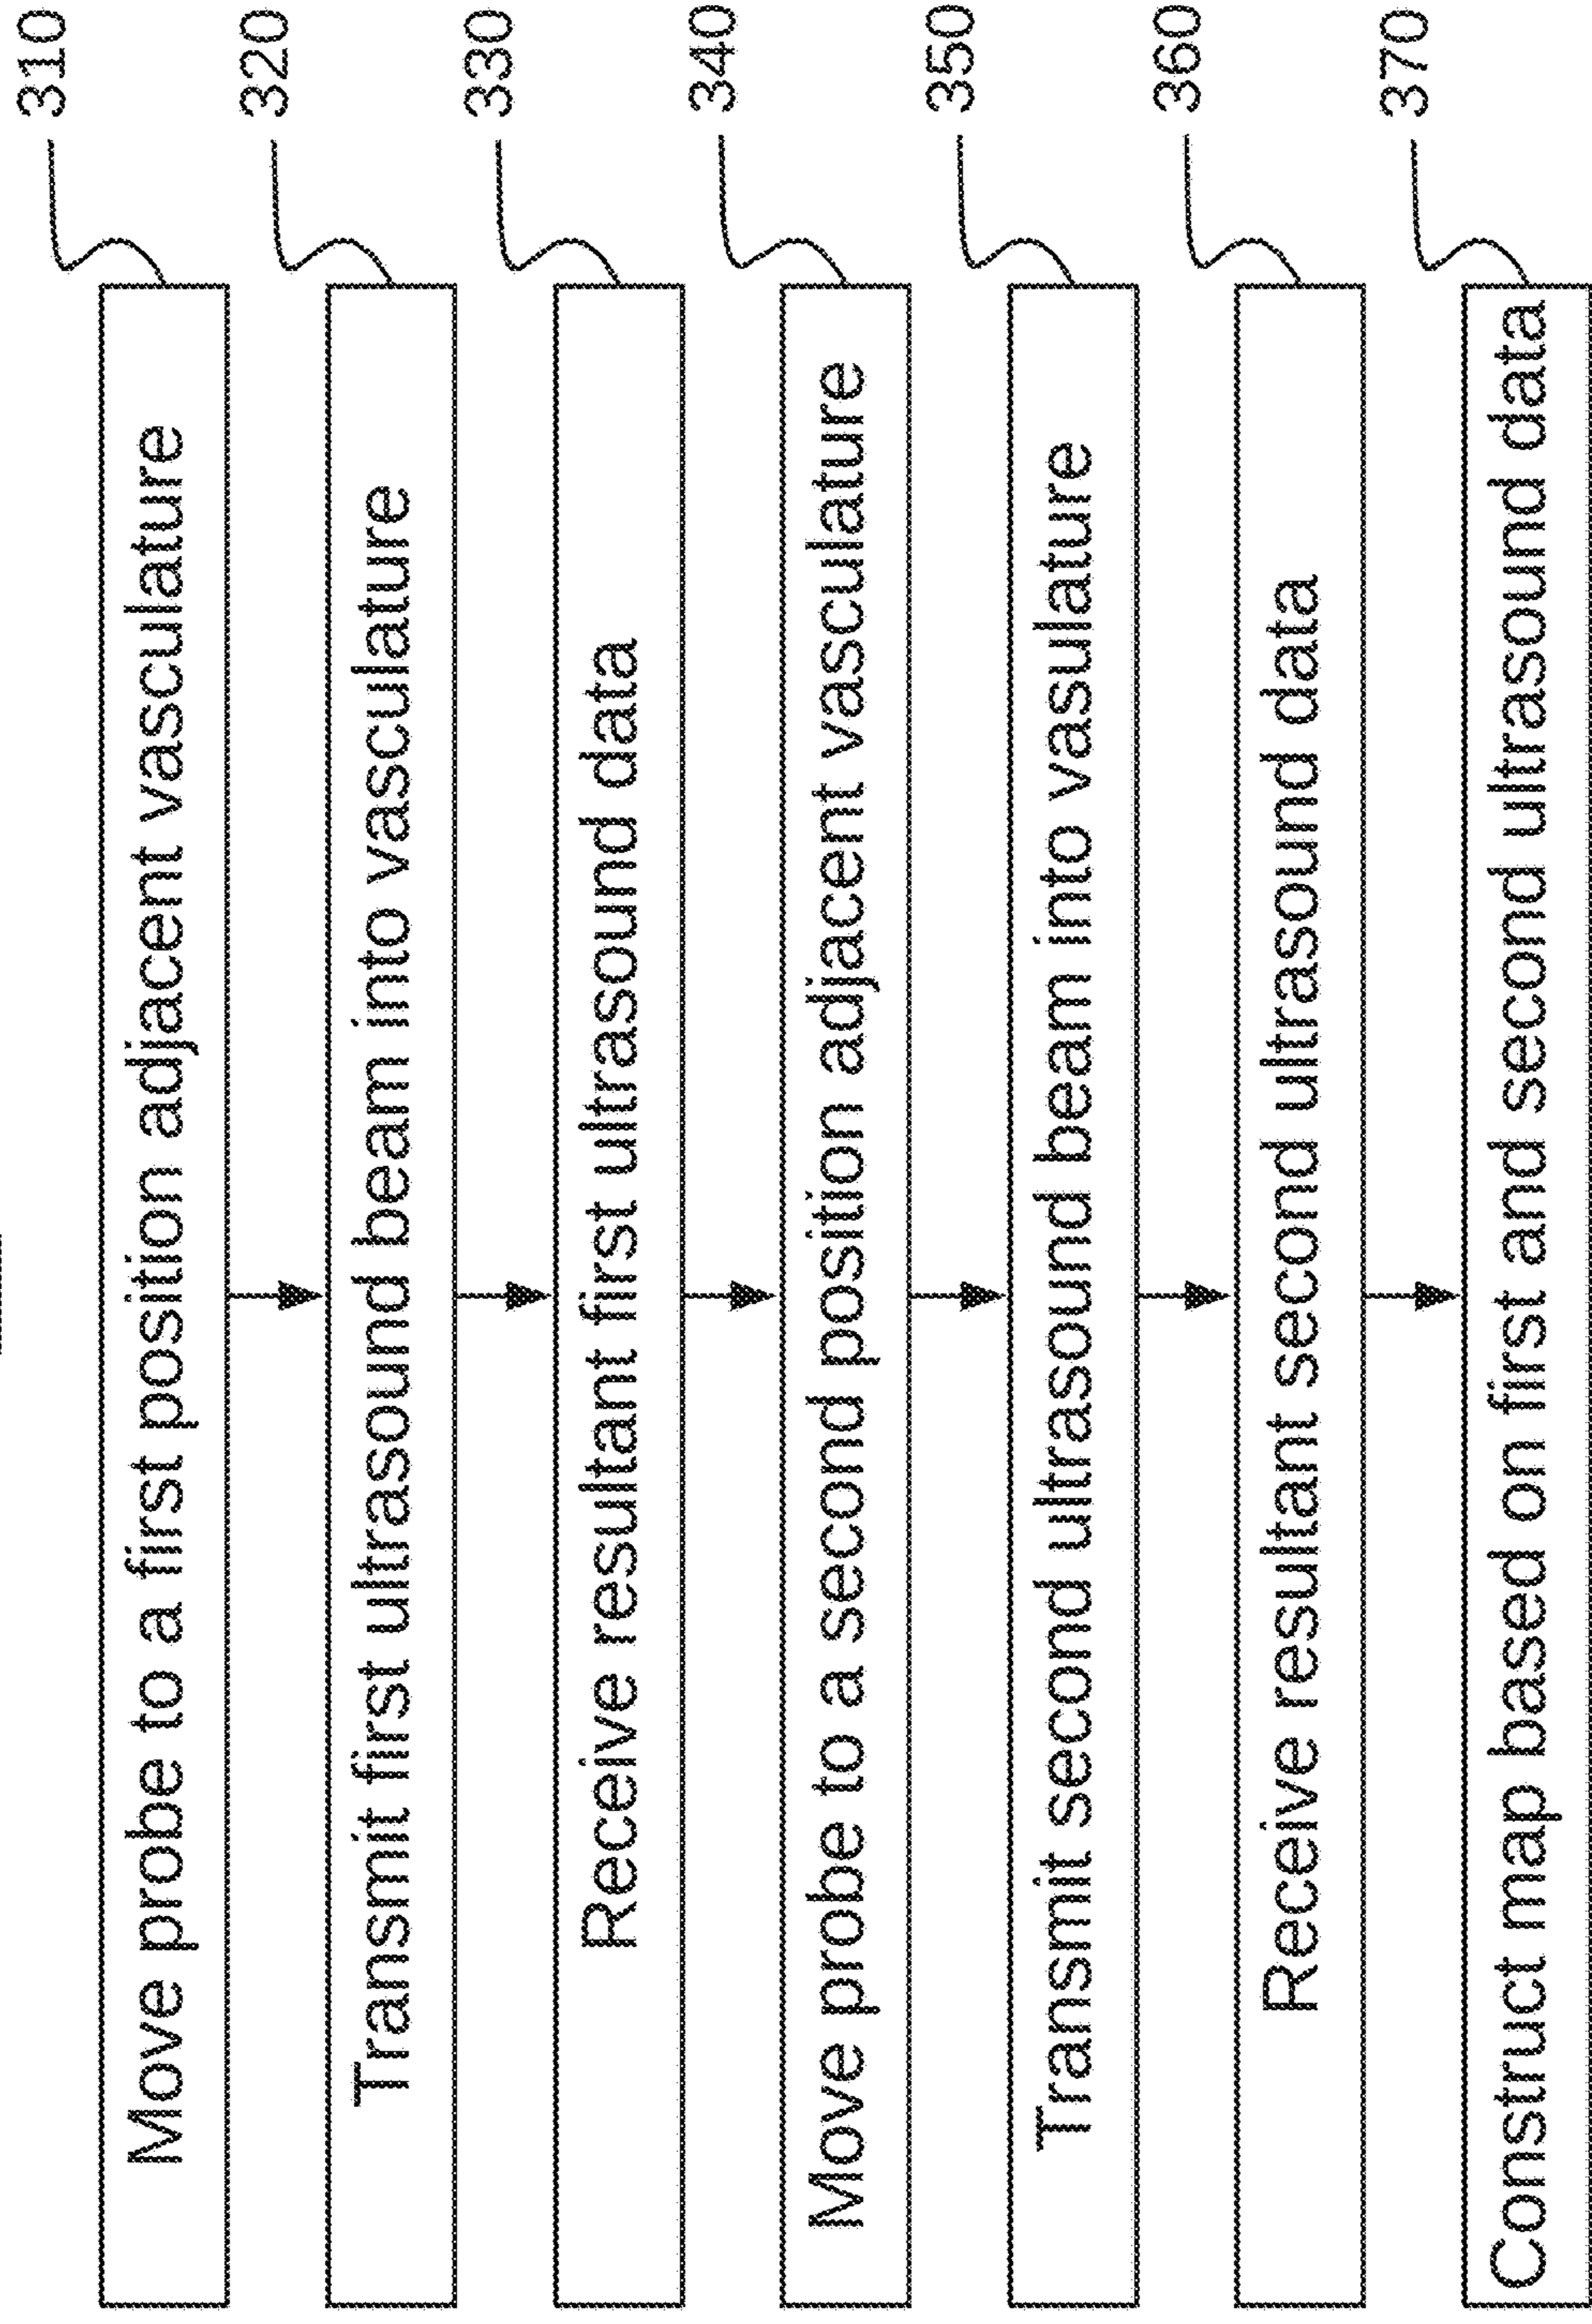 310
Move probe to a first position adjacent vasculature
320
Transmit first ultrasound beam into vasculature
330
Receive resultant first ultrasound data
340
Move probe to a second position adjacent vasculature
350
Transmit second ultrasound beam into vasulature
360
Receive resultant second ultrasound data
370
Construct map based on first and second ultrasound data